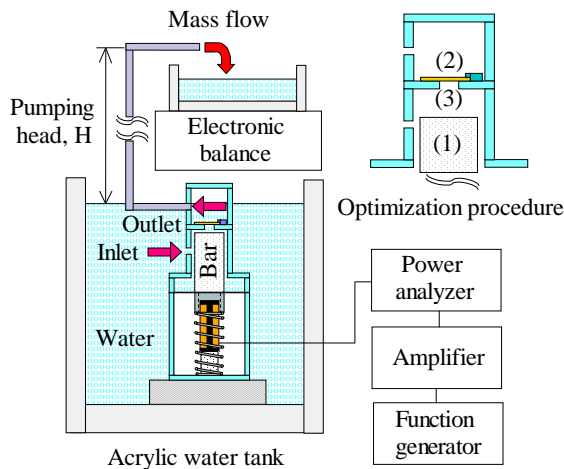 Mass flow
Pumping
head, H
Electronic
balance
(2)
(3)
(1)
Optimization procedure
Outlet
Inlet
Bar
Water
Power
analyzer
Amplifier
Function
generator
Acrylic water tank